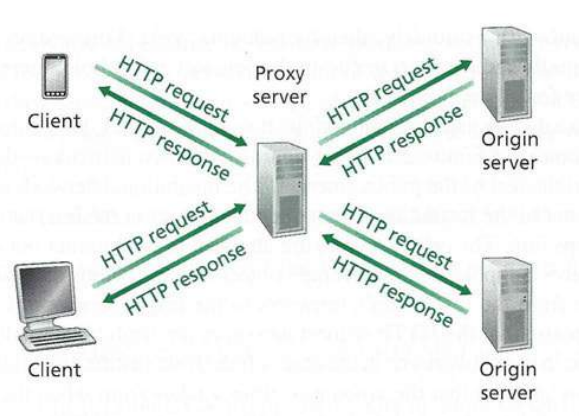 HTTP request
HTTP response
Client
Proxy
server
HTTP request
HTTP response
Origin
server
HTTP request
HTTP response
Client
HTTP request
HTTP response
Origin
server